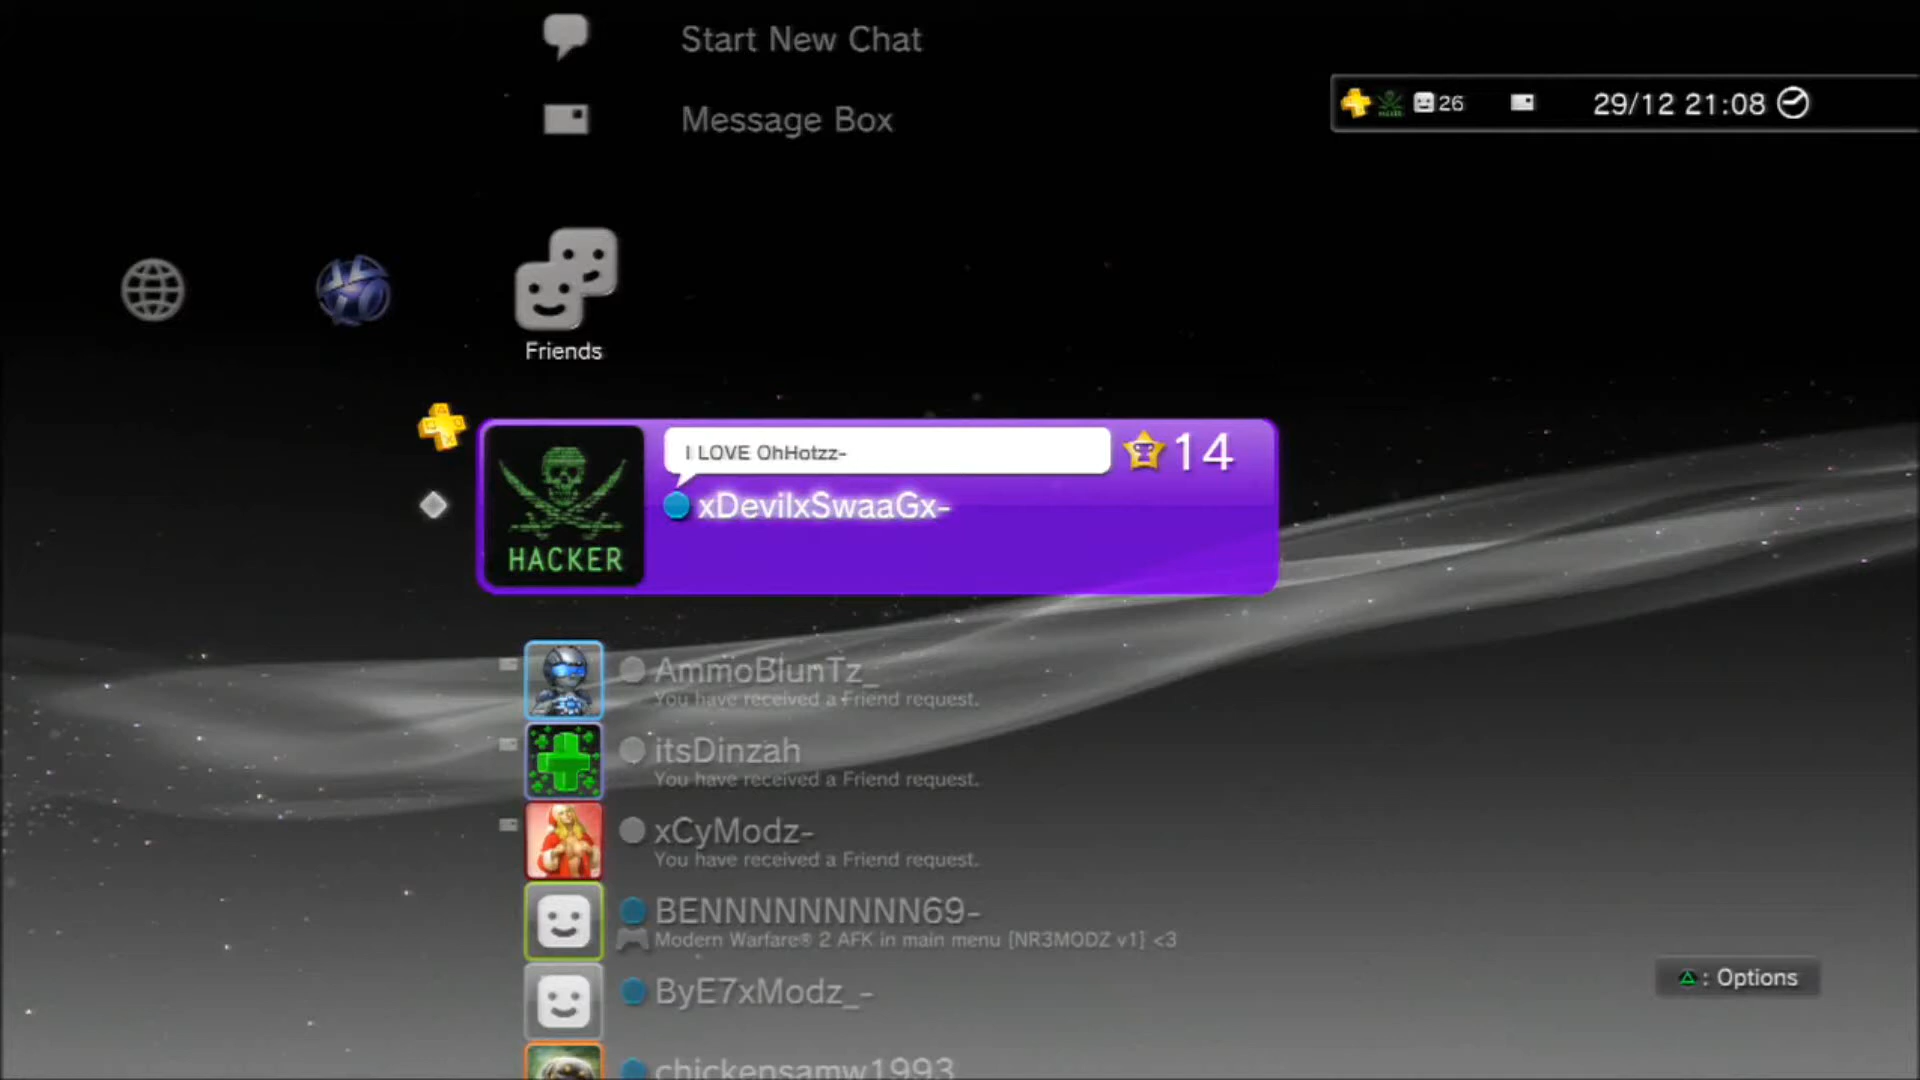 Start New Chat
Message Box
26
29/12 21:08
Friends
I LOVE OhHotzz-
14
xDevilxSwaaGx-
HACKER
AmmoBlunTz_
You have received a Friend request.
itsDinzah
You have received a Friend request.
xCyModz-
You have received a Friend request.
BENNNNNNNNNN69-
Modern Warfare® 2 AFK in main menu [NR3MODZ v1] <3
ByE7xModz_-
: Options
chickensamw1993